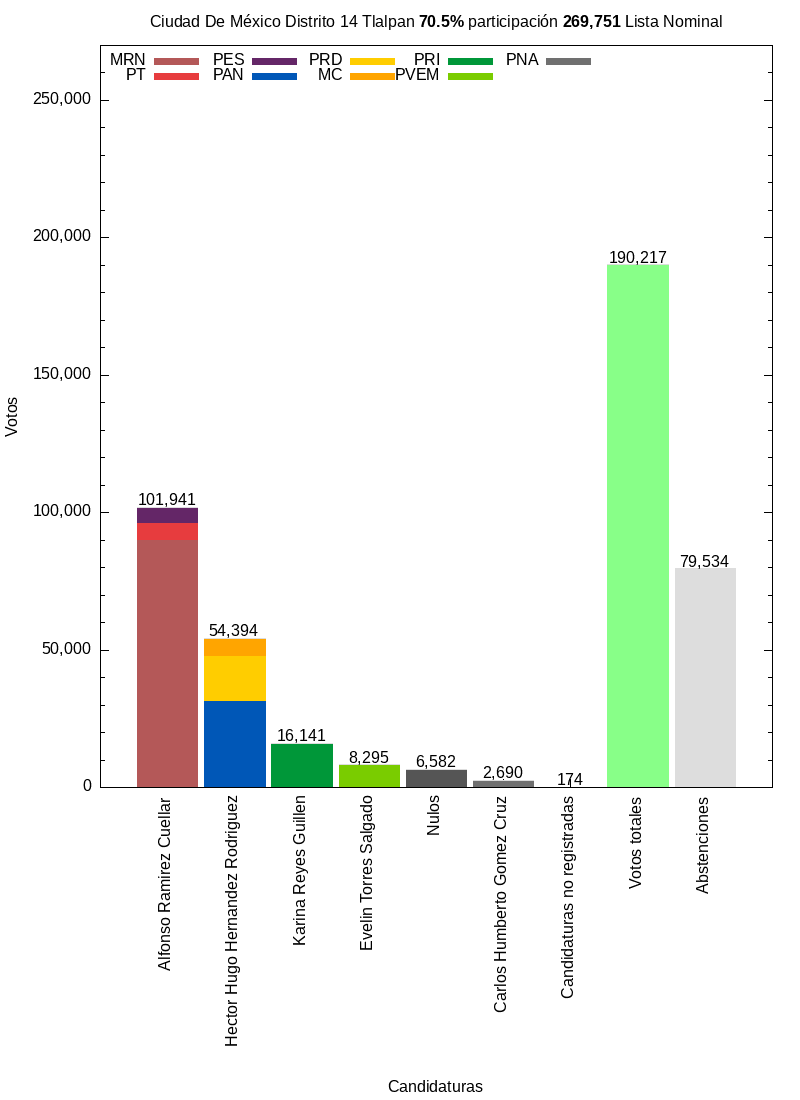 Ciudad De México Distrito 14 Tlalpan 70.5% participación 269,751 Lista Nominal
MRN PES PRD PRI PNA
PT PAN MC PVEM
250,000
200,000
150,000
100,000
50,000
0
Votos
101,941
54,394
16,141
8,295
6,582
2,690
174
190,217
79,534
Alfonso Ramirez Cuellar
Hector Hugo Hernandez Rodriguez
Karina Reyes Guillen
Evelin Torres Salgado
Nulos
Carlos Humberto Gomez Cruz
Candidaturas no registradas
Votos totales
Abstenciones
Candidaturas